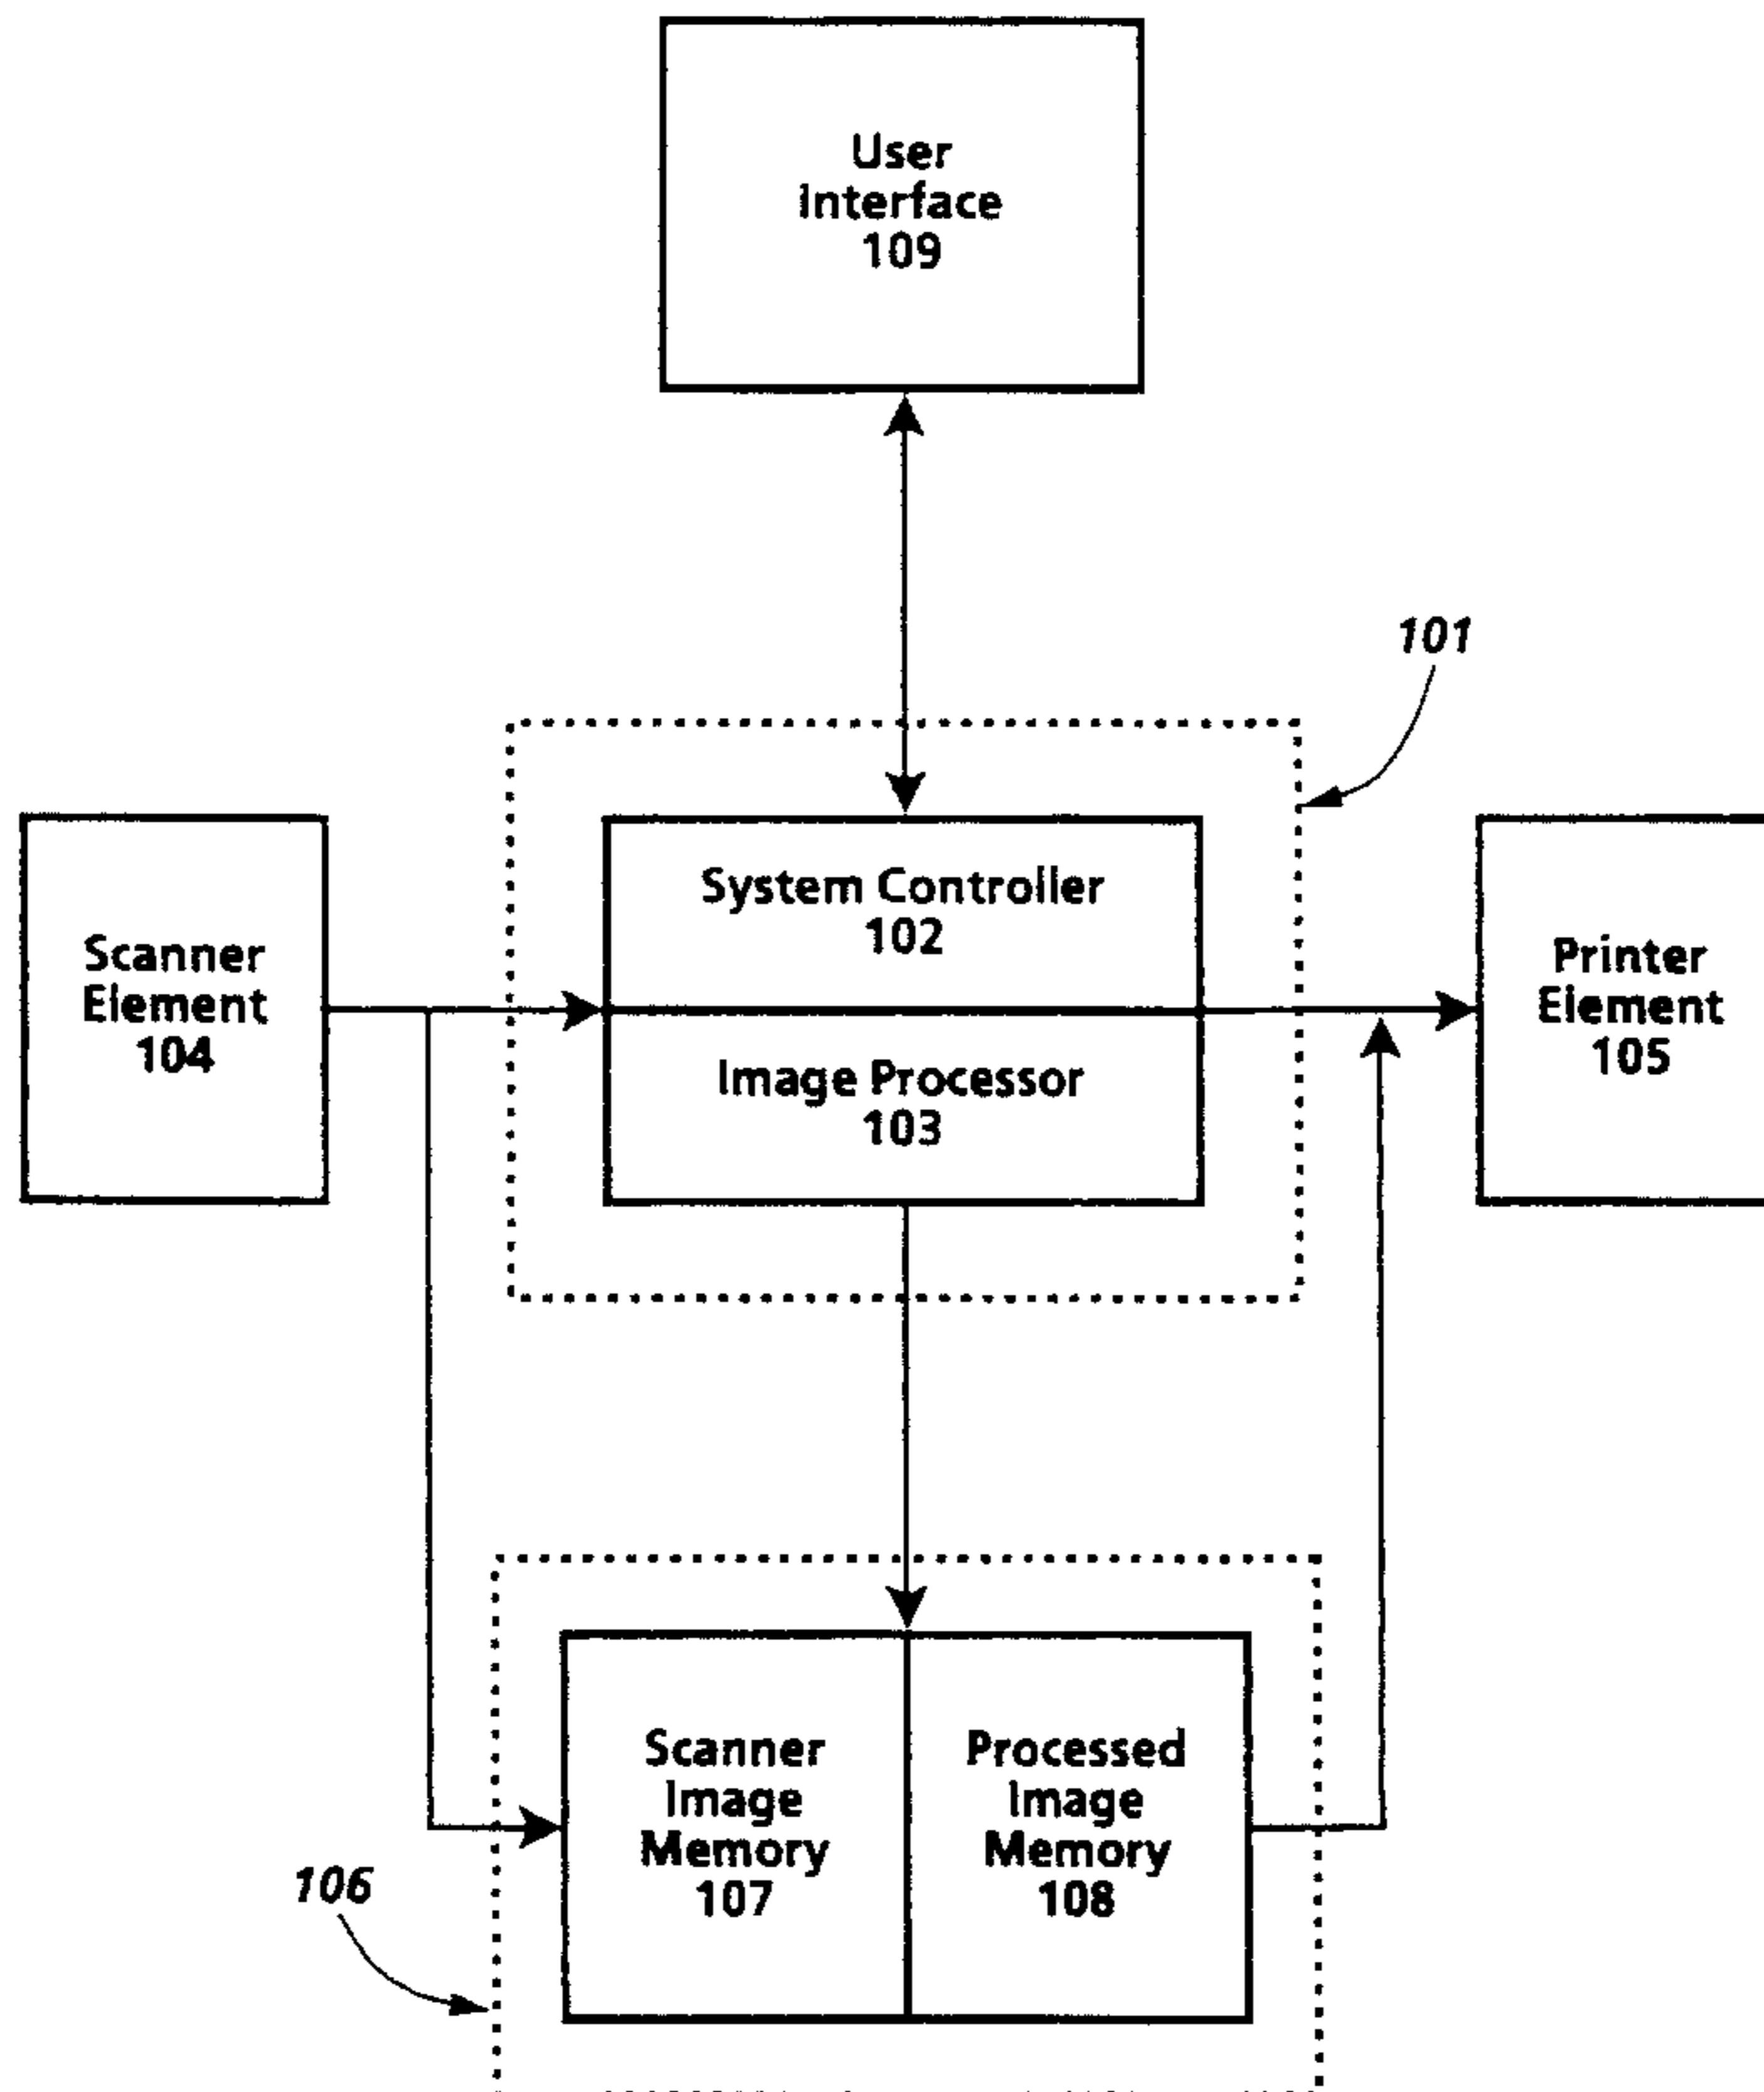 User
Interface
109
101
System Controller
102
Scanner
Element
104
Printer
Element
105
Image Processor
103
Scanner
Image
Memory
107
Processed
Image
Memory
108
106